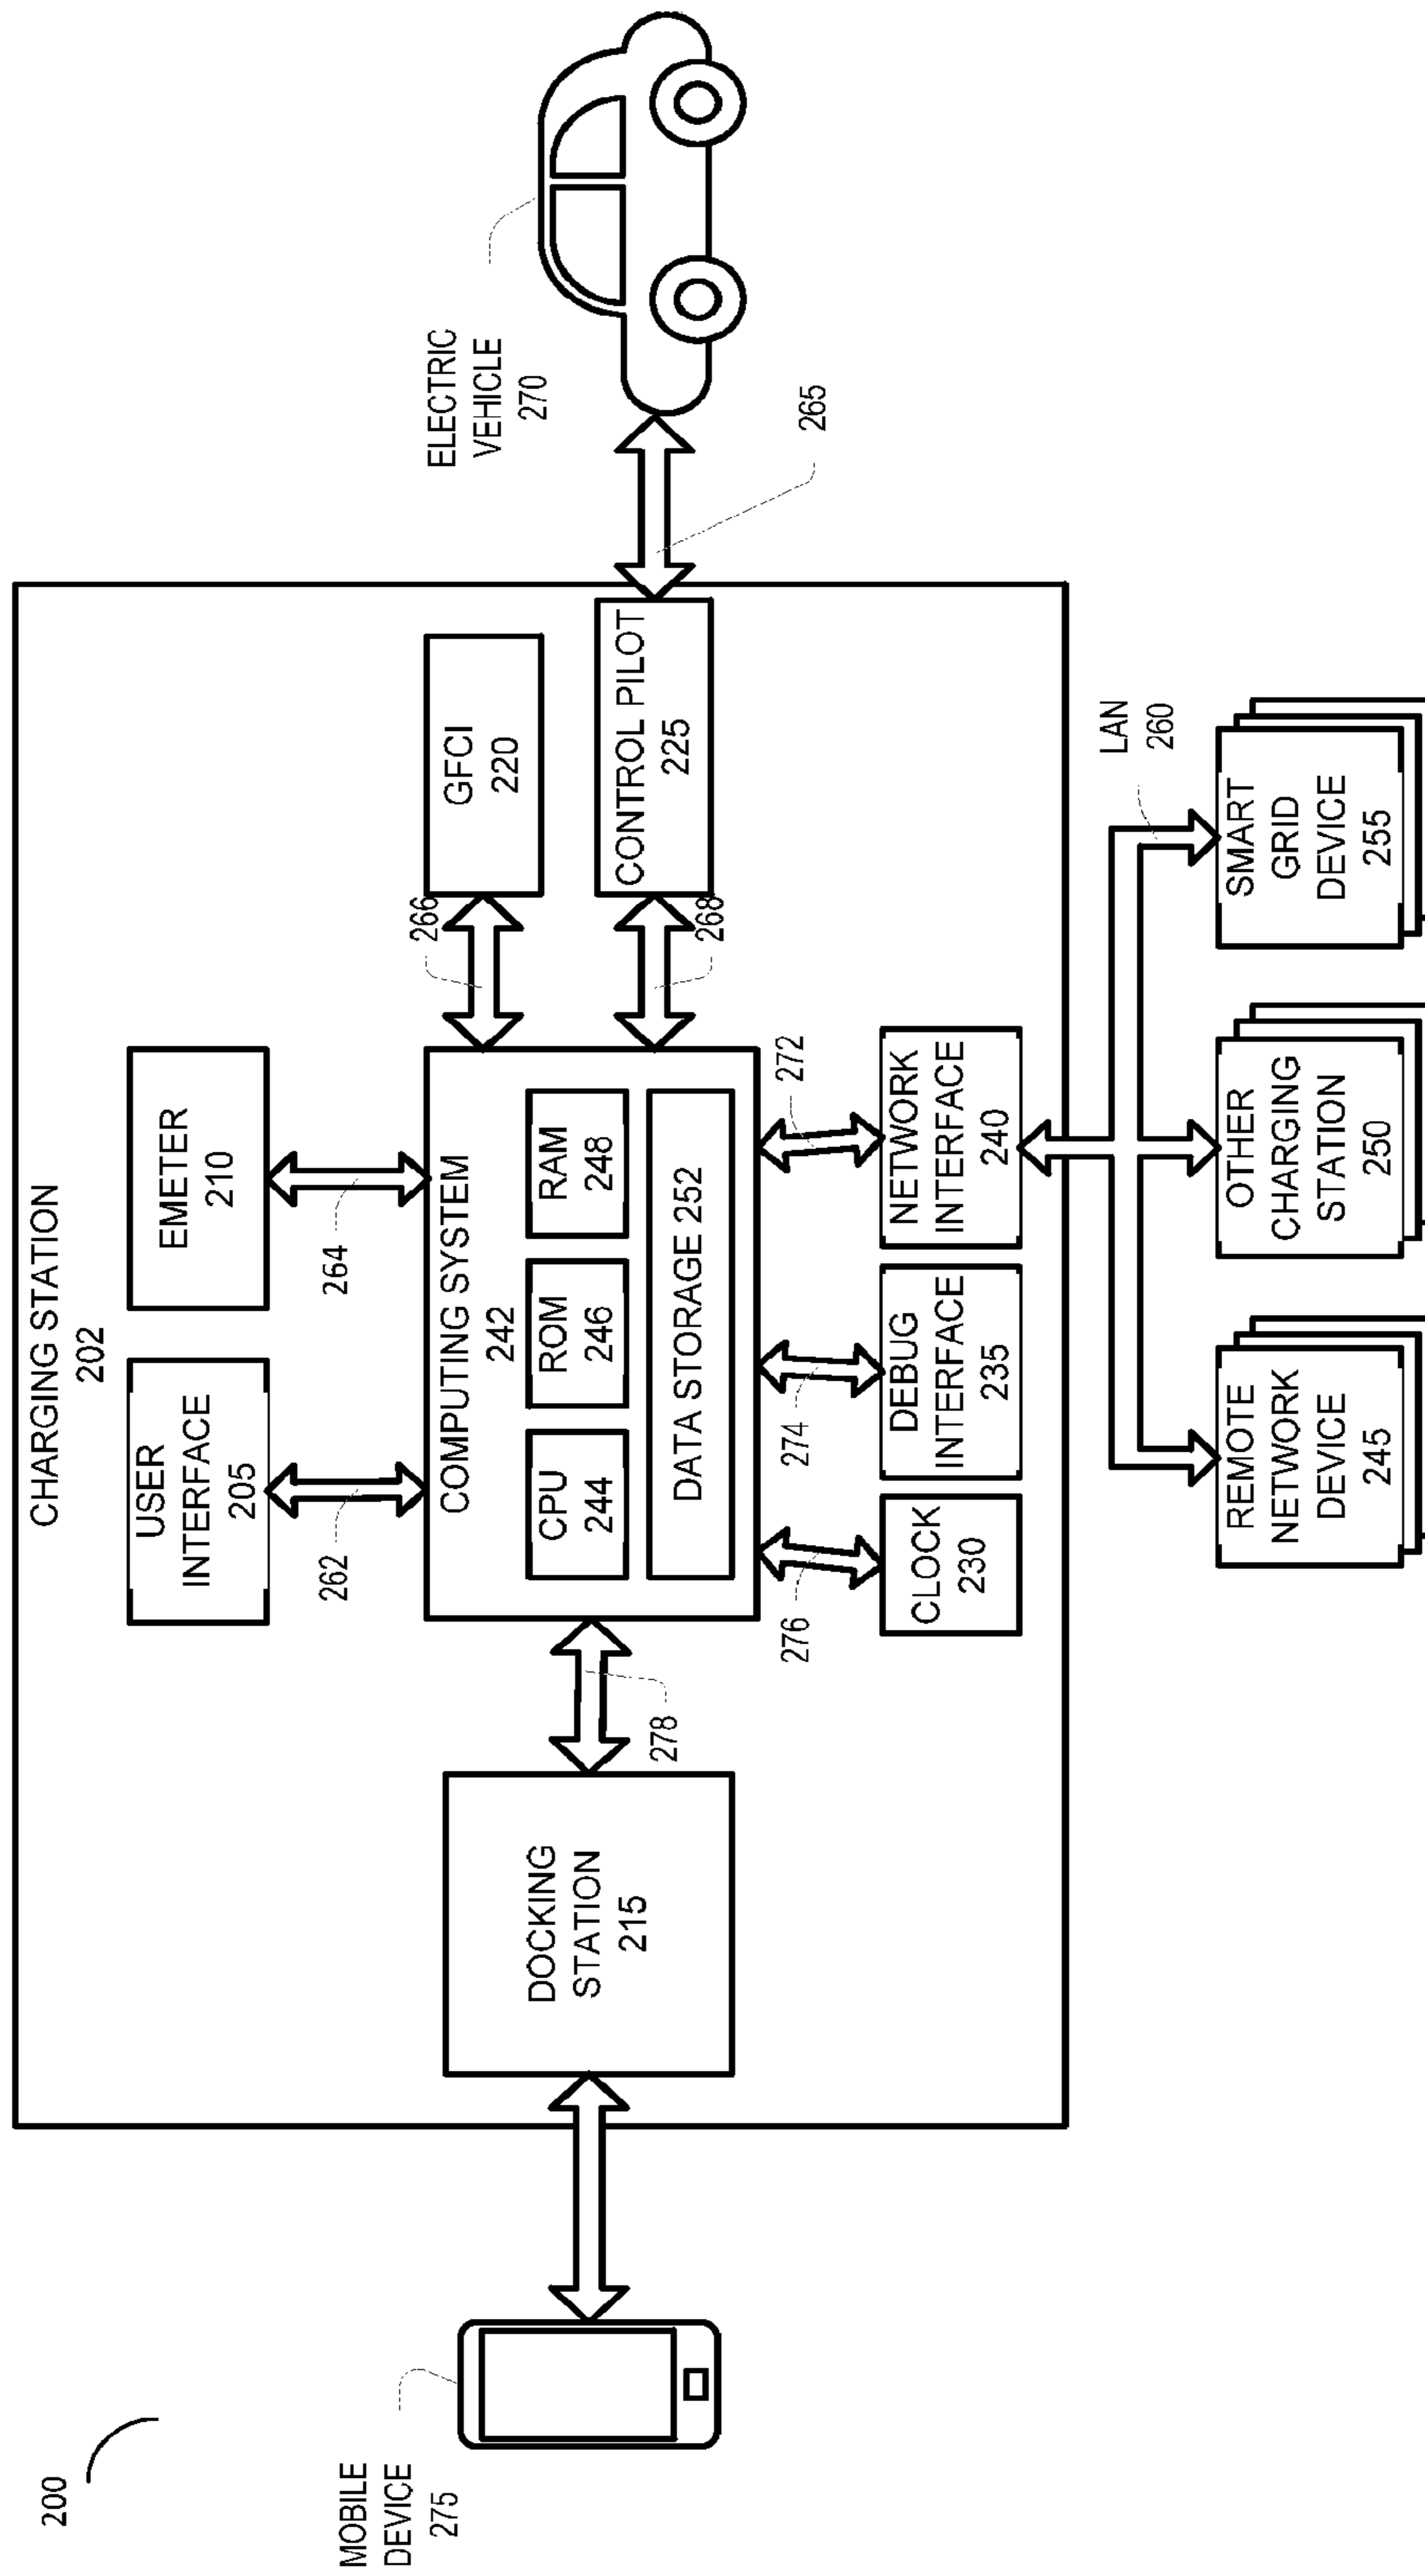 200
CHARGING STATION
202
MOBILE
DEVICE
275
USER
INTERFACE
205
EMETER
210
262
264
DOCKING
STATION
215
278
COMPUTING SYSTEM
242
CPU
244
ROM
246
RAM
248
DATA STORAGE 252
266
GFCI
220
268
CONTROL PILOT
225
ELECTRIC
VEHICLE
270
265
276
274
272
CLOCK
230
DEBUG
INTERFACE
235
NETWORK
INTERFACE
240
LAN
260
REMOTE
NETWORK
DEVICE
245
OTHER
CHARGING
STATION
250
SMART
GRID
DEVICE
255